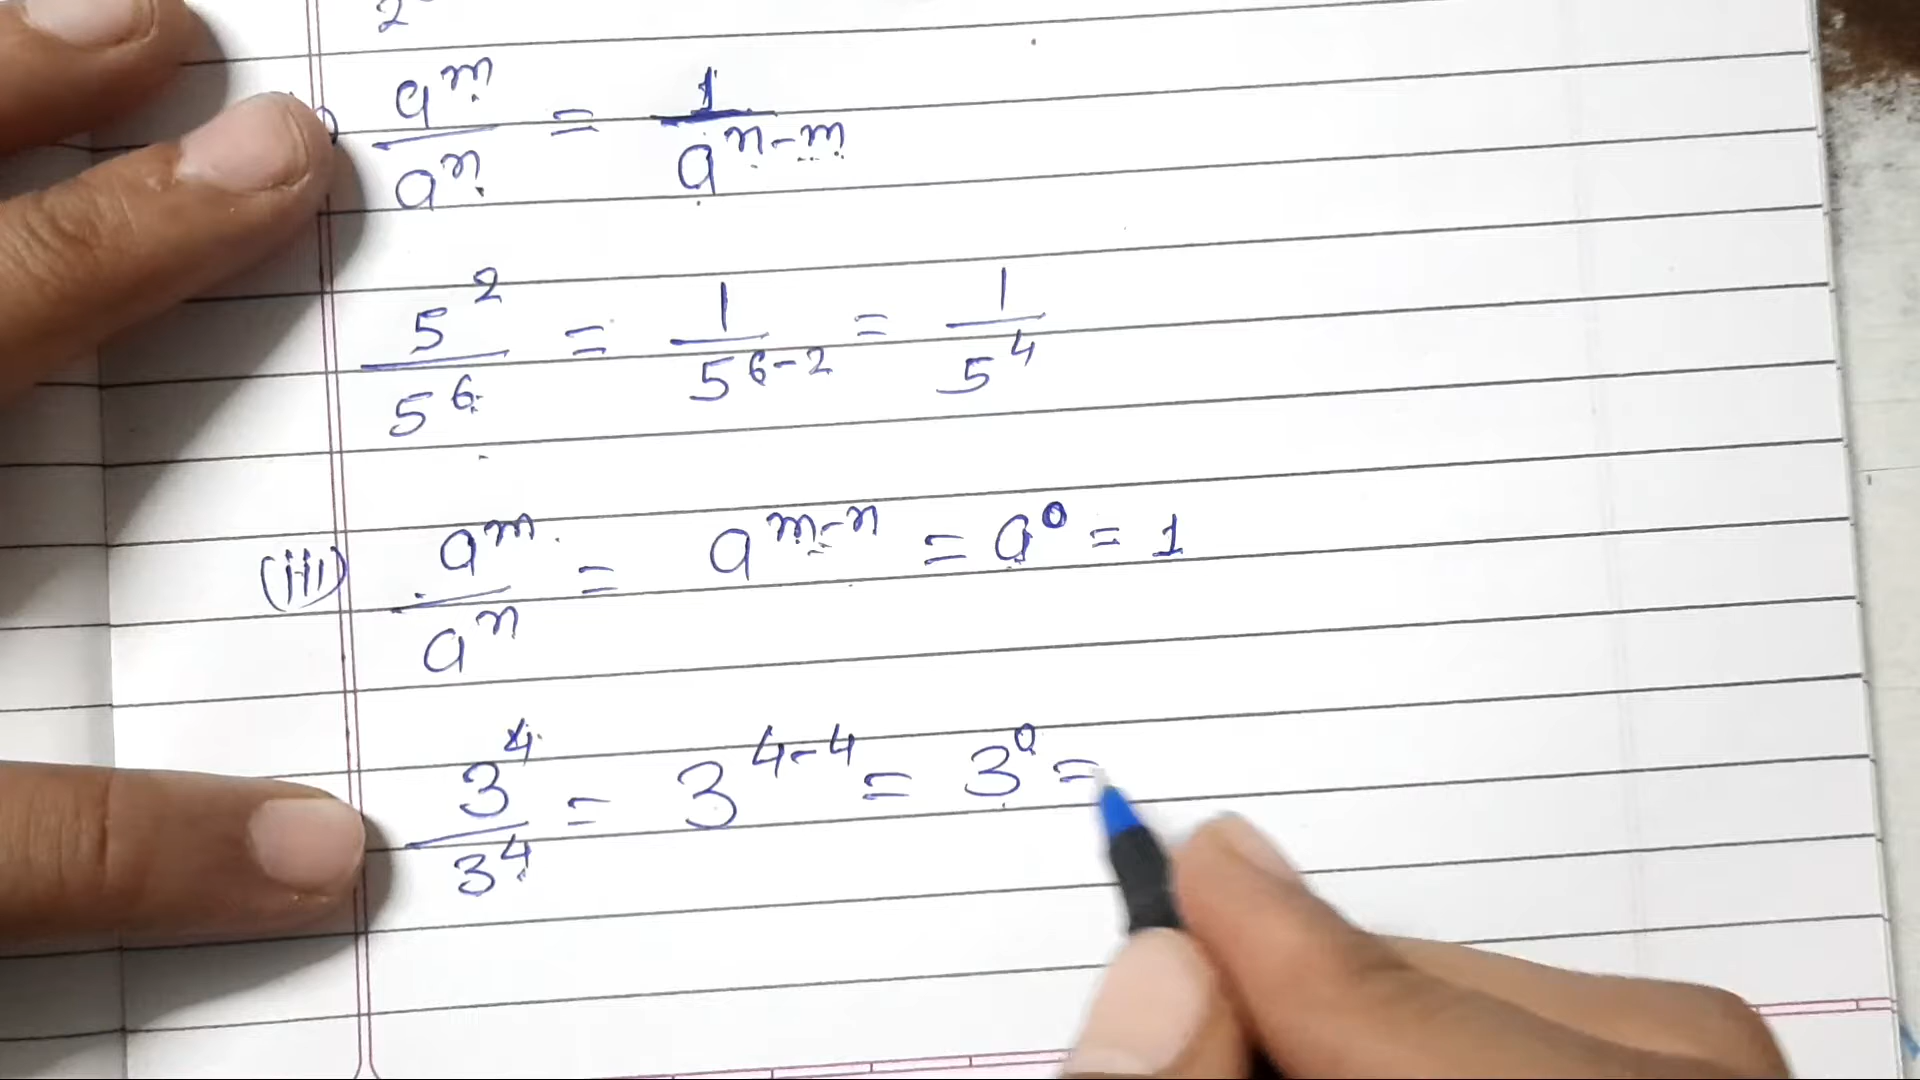 2
a^m/a^n = 1/a^(n-m)
5^2/5^6 = 1/5^(6-2) = 1/5^4
(iii) a^m/a^n = a^(m-n) = a^0 = 1
3^4/3^4 = 3^(4-4) = 3^0 =